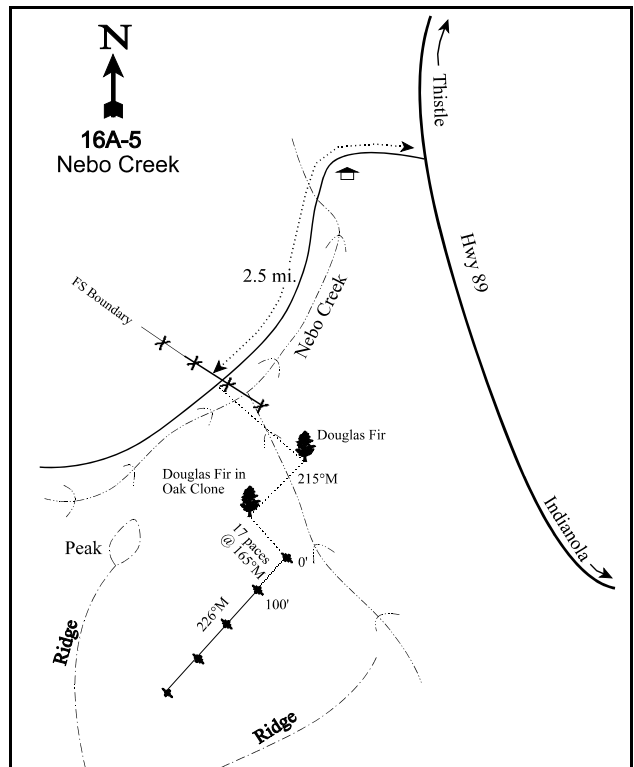 N
16A-5
Nebo Creek
Thistle
Hwy 89
2.5 mi.
FS Boundary
Nebo Creek
Douglas Fir
215°M
Douglas Fir in
Oak Clone
17 paces
@ 165°M
0'
100'
226°M
Peak
Indianola
Ridge
Ridge